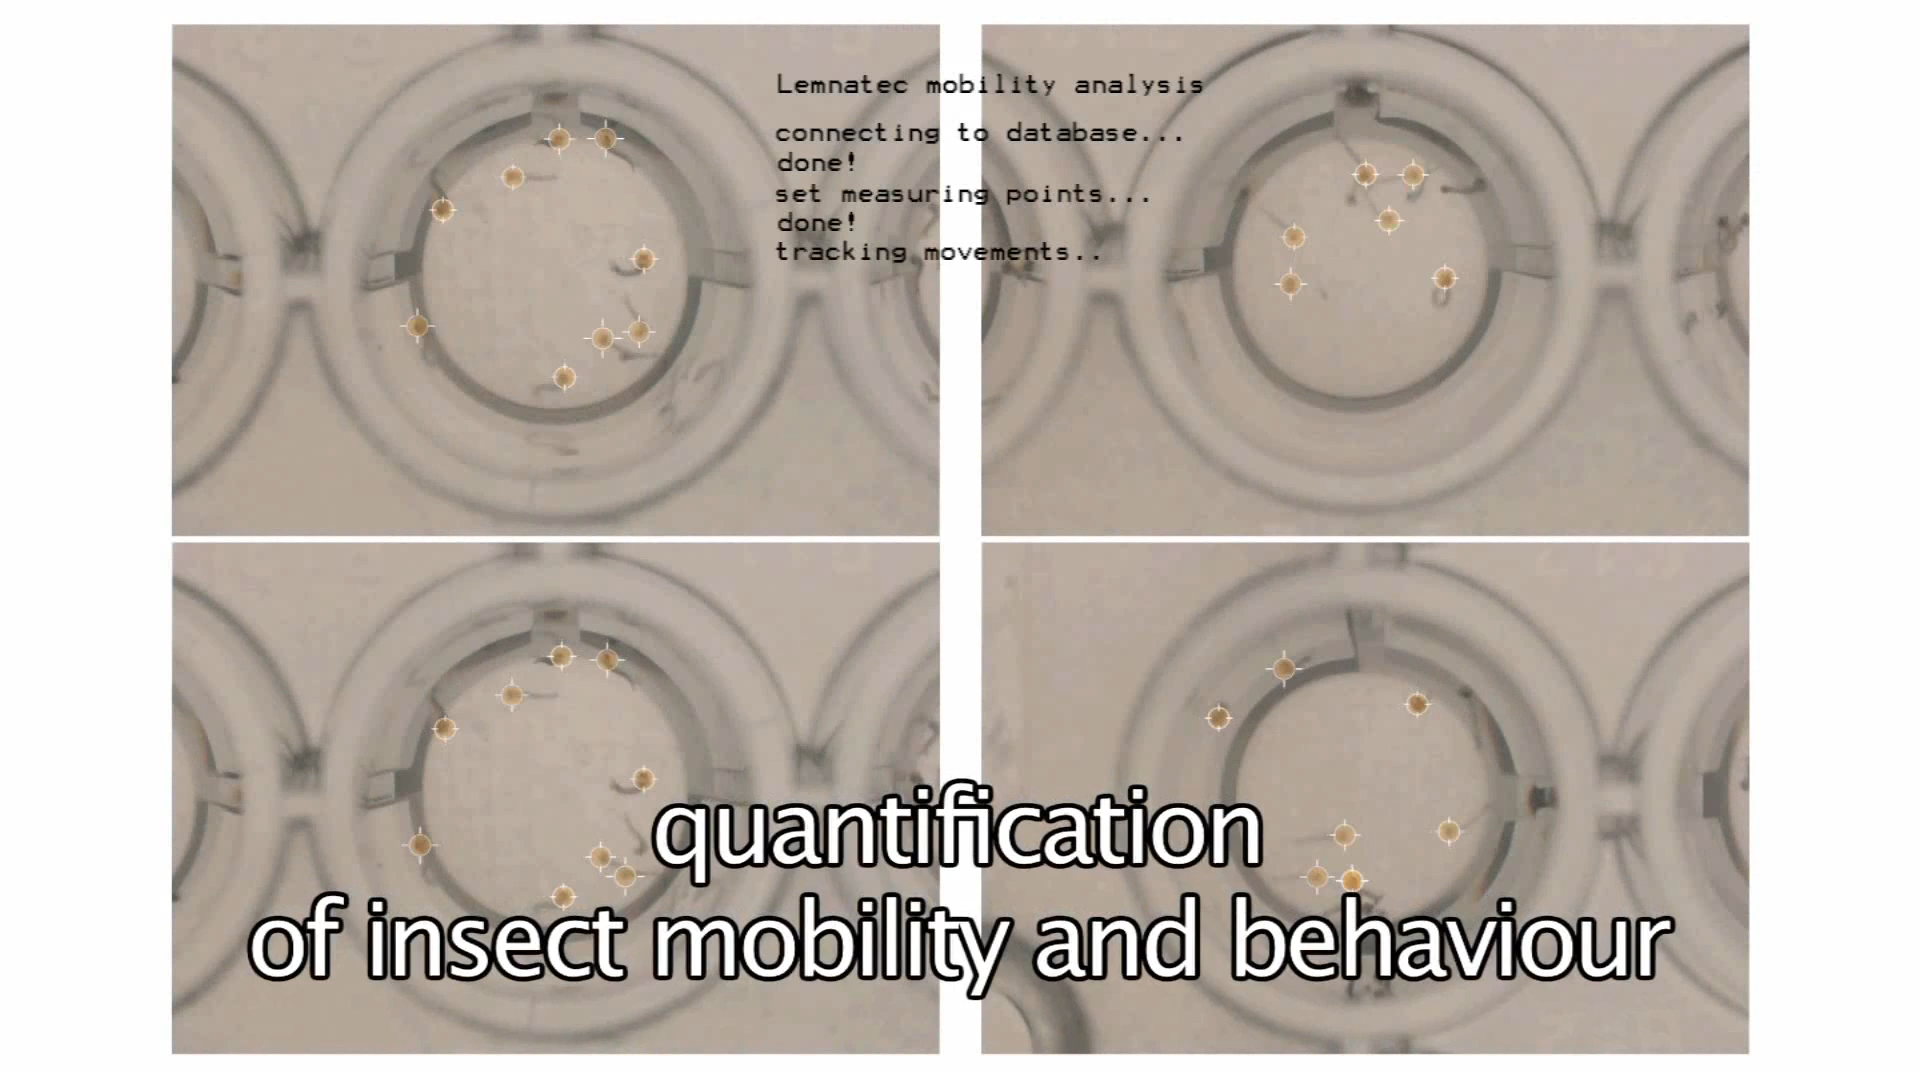 Lemnatec mobility analysis
connecting to database...
done!
set measuring points...
done!
tracking movements..
quantification
of insect mobility and behaviour